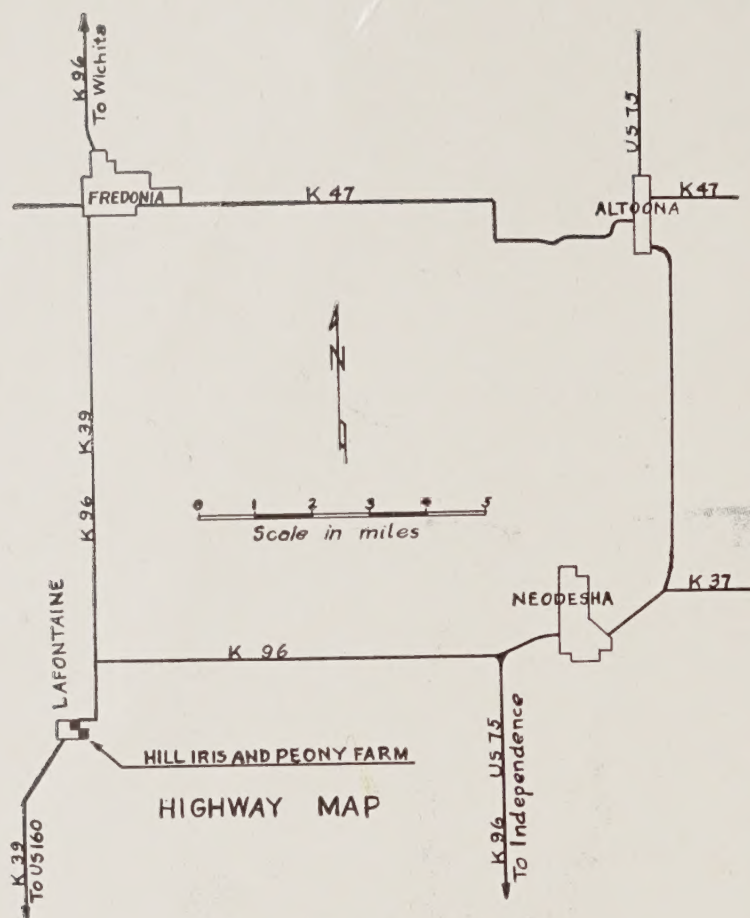 K 96
To Wichita
US 75
FREDONIA
K 47
K 47
ALTOONA
N
K 39
K 96
0 1 2 3 4 5
Scale in miles
LAFONTAINE
NEODESHA
K 37
K 96
HILL IRIS AND PEONY FARM
HIGHWAY MAP
K 96 US 75
To Independence
K 39
To US 160